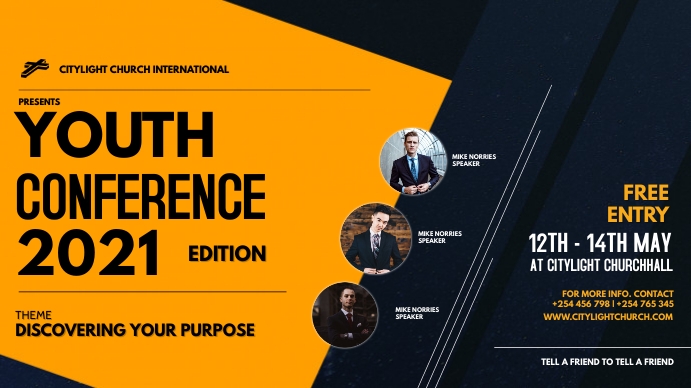 CITYLIGHT CHURCH INTERNATIONAL
PRESENTS
YOUTH
CONFERENCE
2021 EDITION
THEME
DISCOVERING YOUR PURPOSE
MIKE NORRIES
SPEAKER
MIKE NORRIES
SPEAKER
MIKE NORRIES
SPEAKER
FREE
ENTRY
12TH - 14TH MAY
AT CITYLIGHT CHURCHHALL
FOR MORE INFO. CONTACT
+254 456 798 | +254 765 345
WWW.CITYLIGHTCHURCH.COM
TELL A FRIEND TO TELL A FRIEND